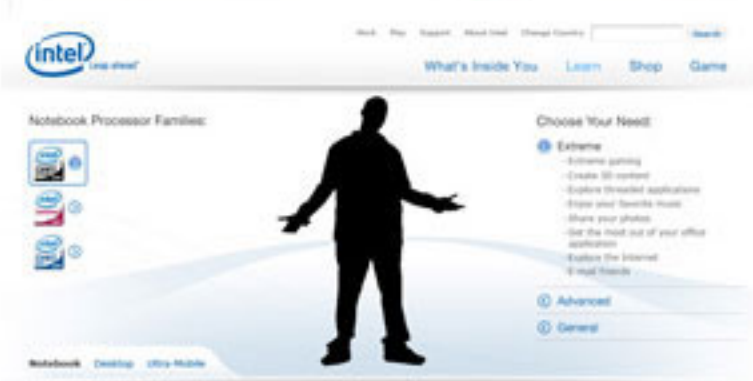 Work Play Support About Intel Change Country Search
intel
Leap ahead™
What's Inside You Learn Shop Game
Notebook Processor Families:
Choose Your Need:
Extreme
- Extreme gaming
- Create 3D content
- Explore threaded applications
- Enjoy your favorite music
- Share your photos
- Get the most out of your office
application
- Explore the Internet
- E-mail friends
Advanced
General
Notebook Desktop Ultra-Mobile